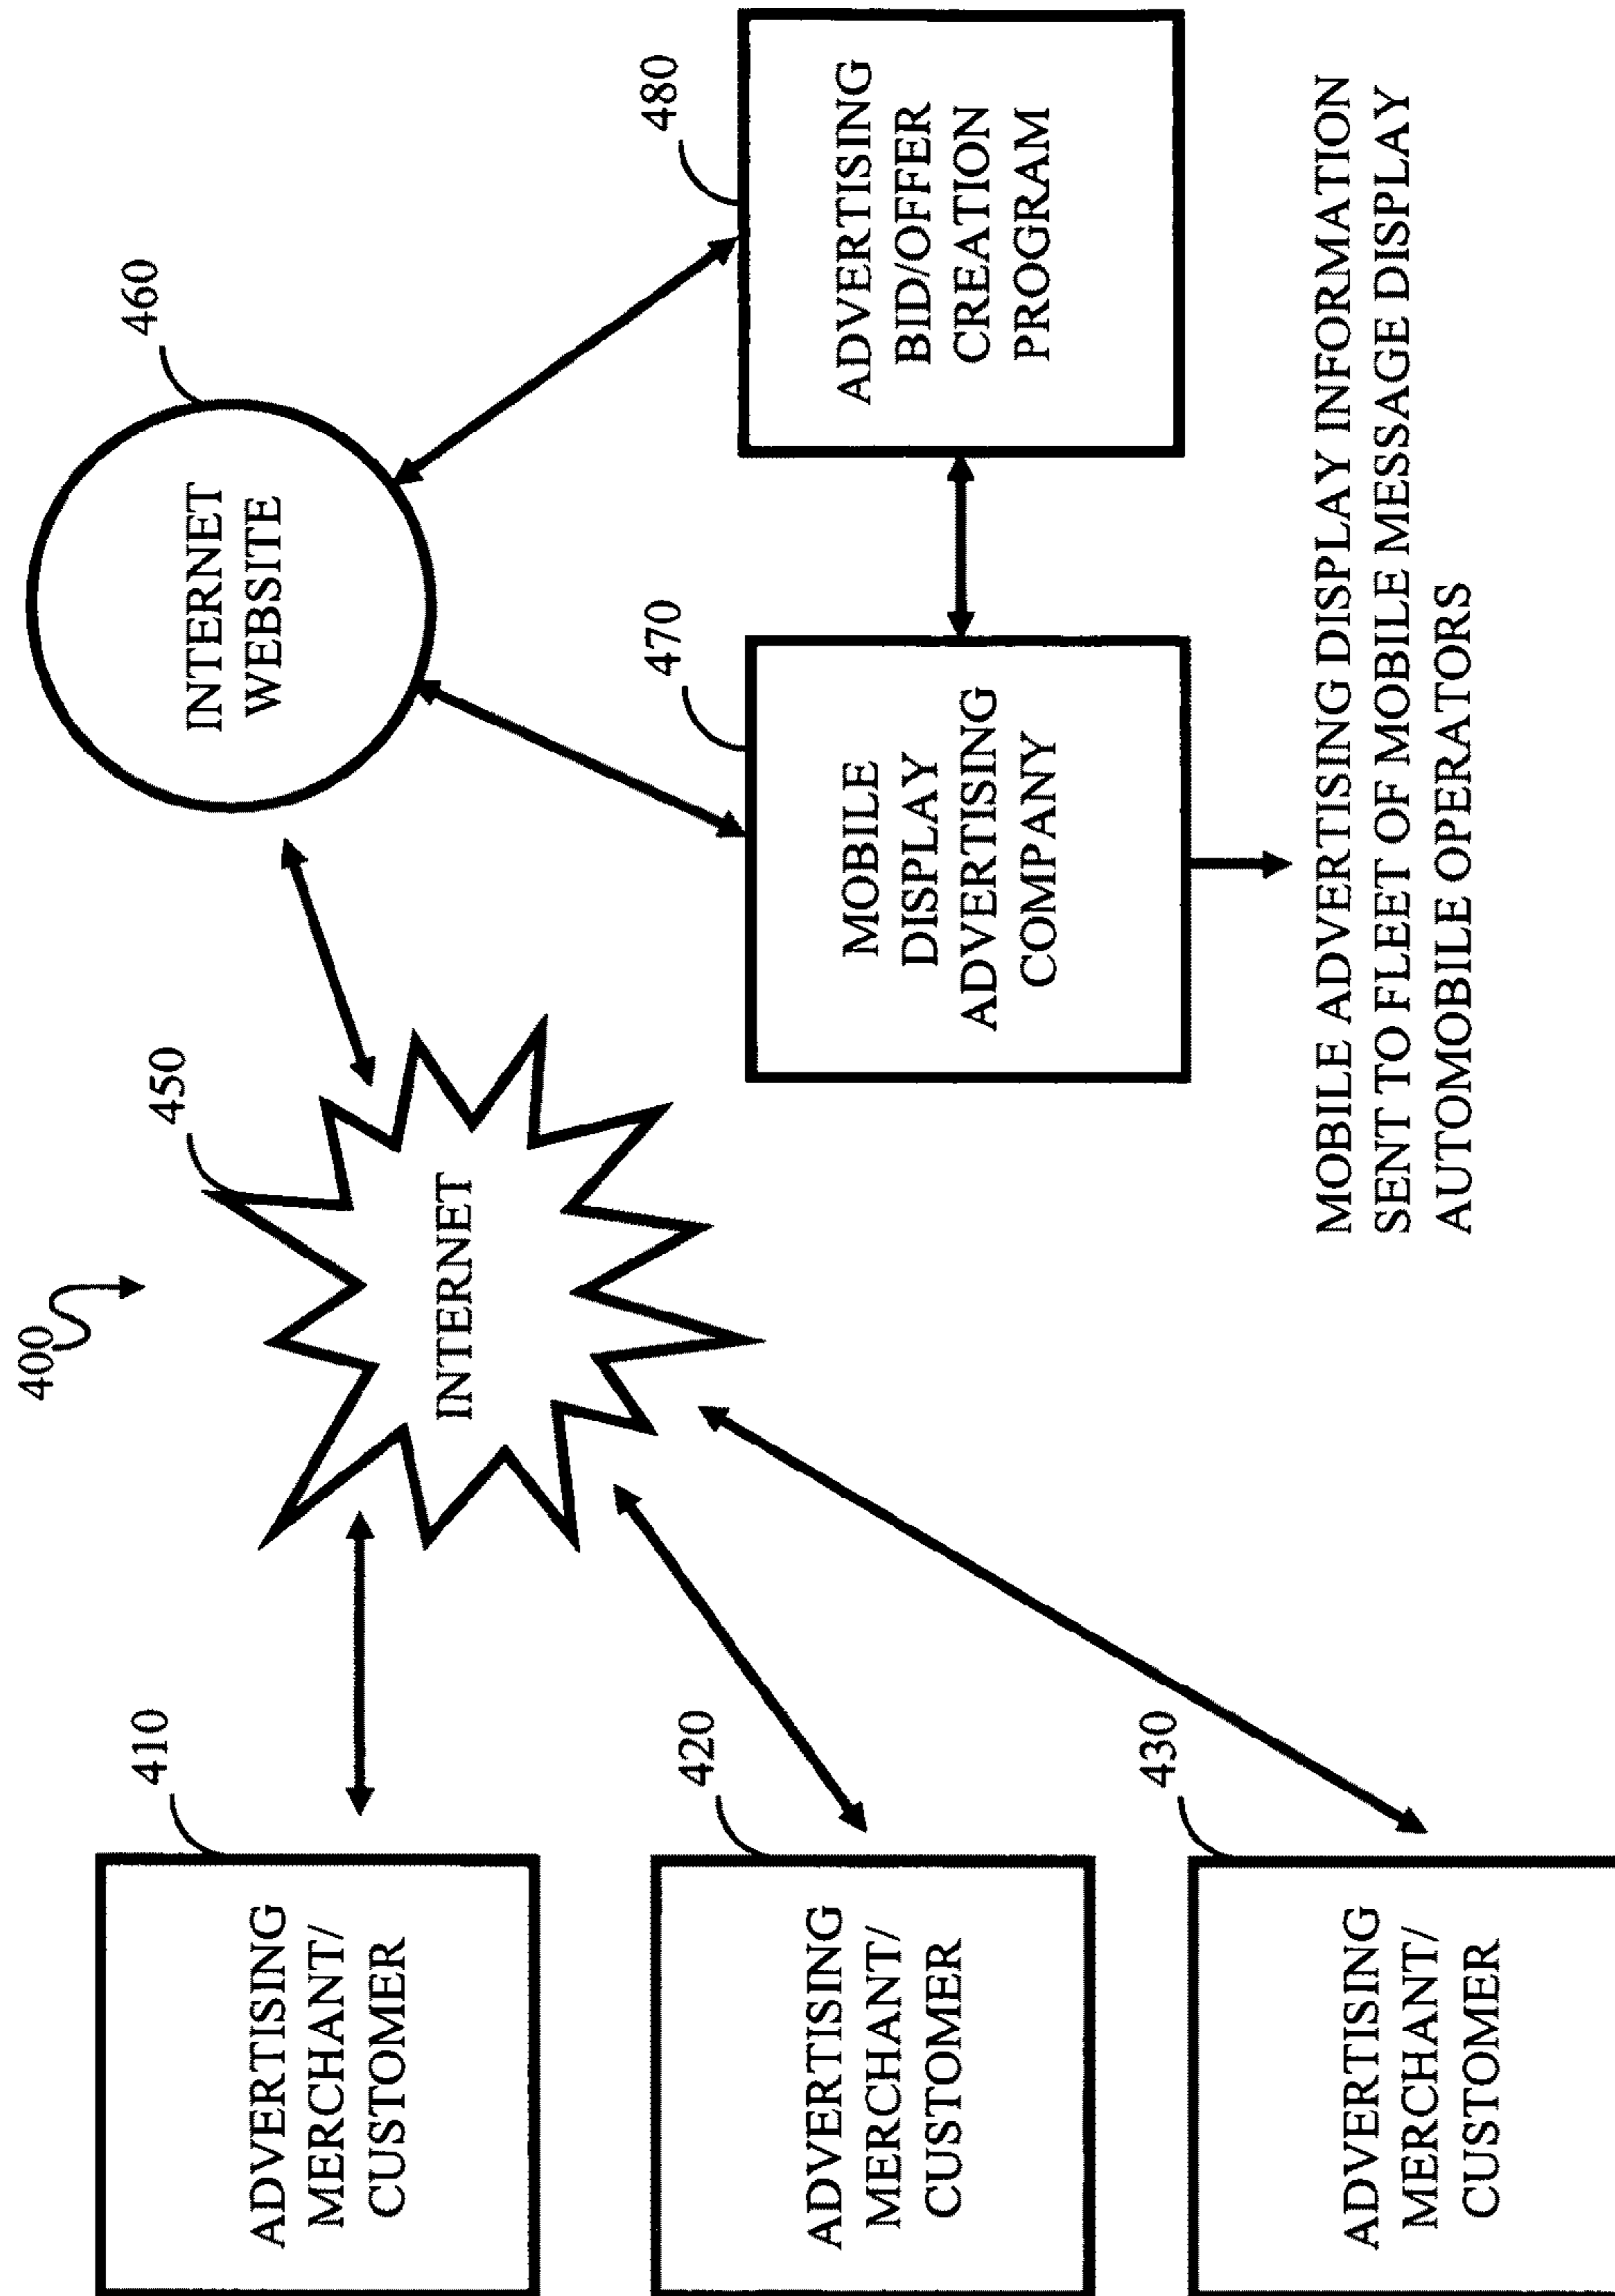 400
410
ADVERTISING
MERCHANT/
CUSTOMER
420
ADVERTISING
MERCHANT/
CUSTOMER
430
ADVERTISING
MERCHANT/
CUSTOMER
450
INTERNET
460
INTERNET
WEBSITE
470
MOBILE
DISPLAY
ADVERTISING
COMPANY
480
ADVERTISING
BID/OFFER
CREATION
PROGRAM
MOBILE ADVERTISING DISPLAY INFORMATION
SENT TO FLEET OF MOBILE MESSAGE DISPLAY
AUTOMOBILE OPERATORS